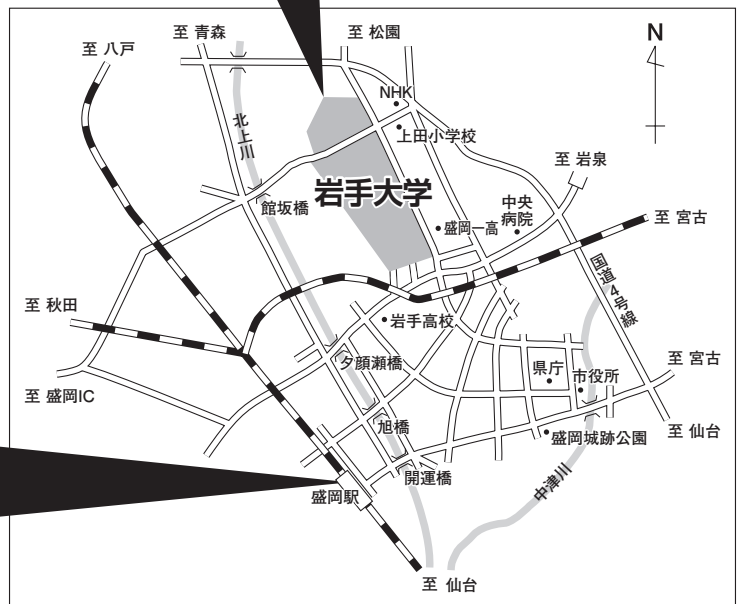 至 青森
至 松園
至 八戸
N
NHK
北上川
上田小学校
至 岩泉
岩手大学
中央
病院
館坂橋
盛岡一高
至 宮古
国道4号線
至 秋田
岩手高校
夕顔瀬橋
県庁
市役所
至 宮古
至 盛岡IC
旭橋
盛岡城跡公園
至 仙台
開運橋
盛岡駅
中津川
至 仙台